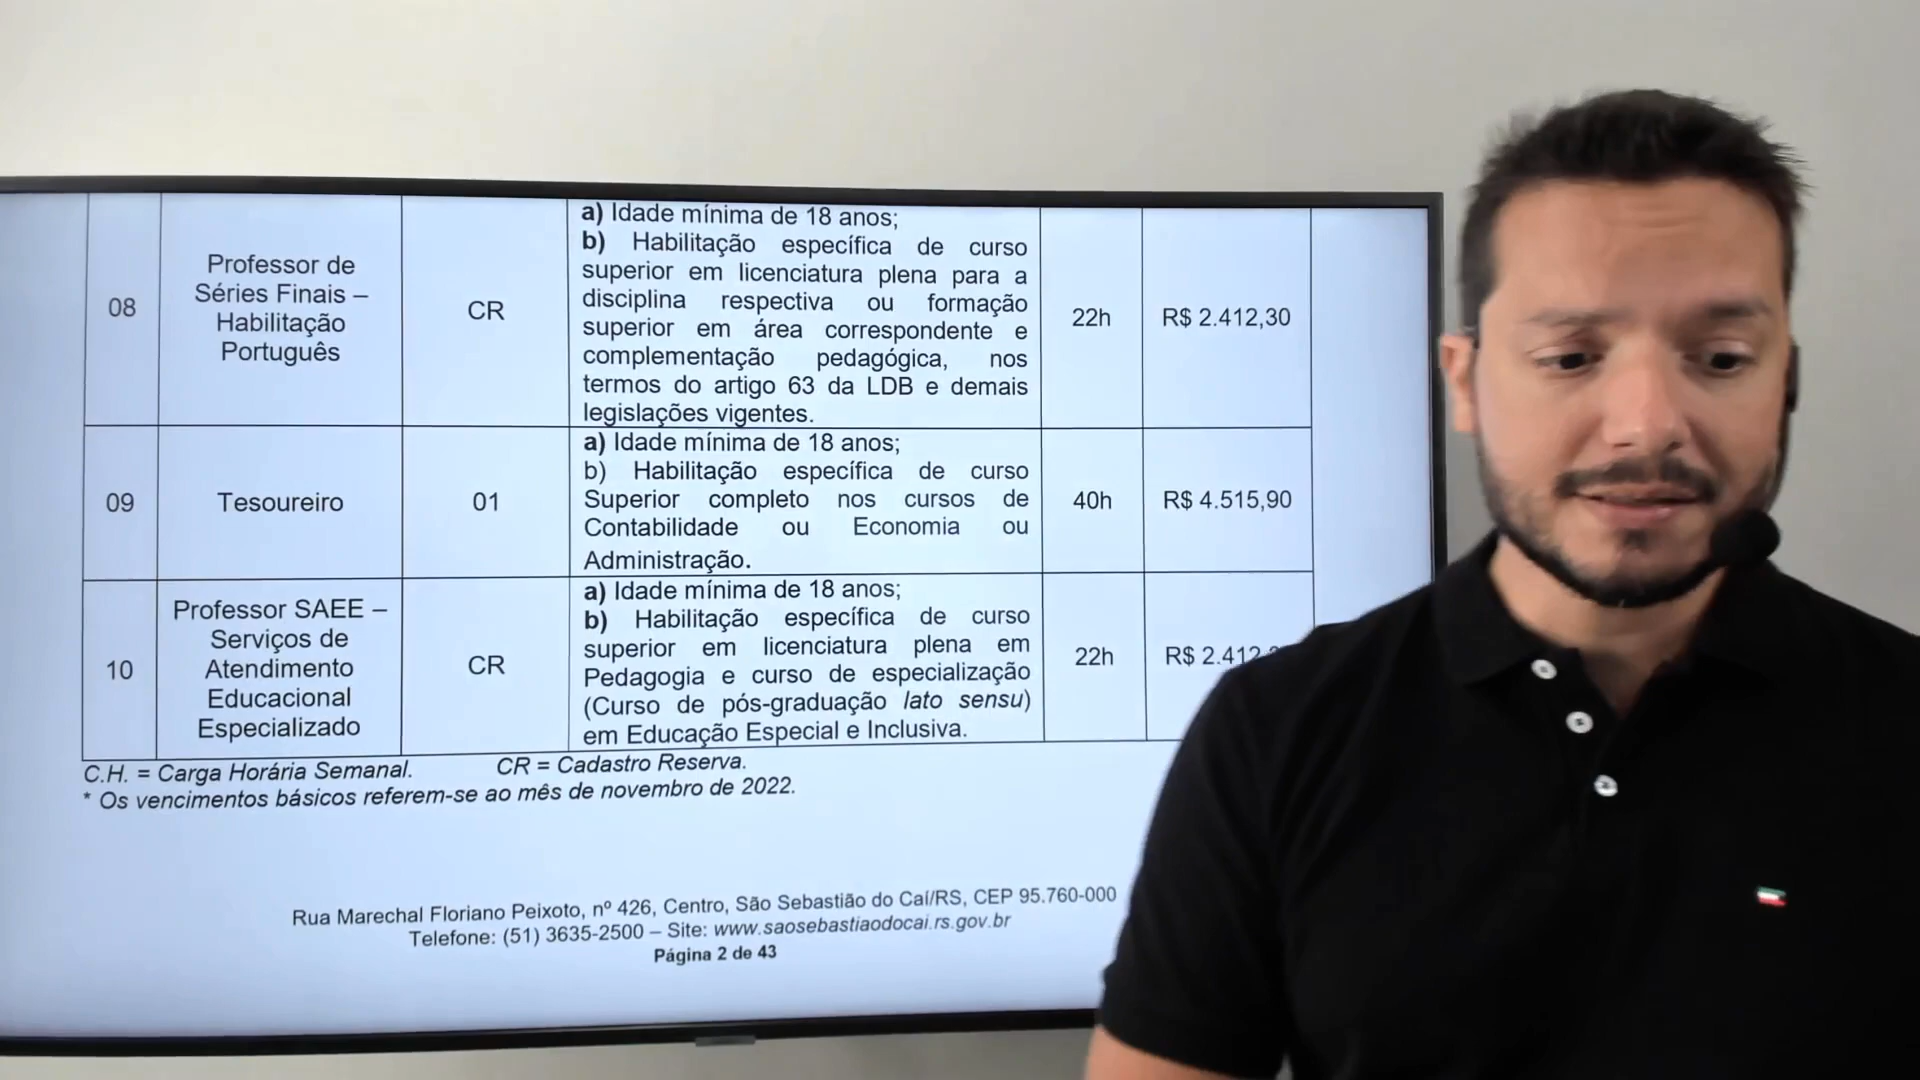 08
Professor de
Séries Finais –
Habilitação
Português
CR
a) Idade mínima de 18 anos;
b) Habilitação específica de curso
superior em licenciatura plena para a
disciplina respectiva ou formação
superior em área correspondente e
complementação pedagógica, nos
termos do artigo 63 da LDB e demais
legislações vigentes.
22h
R$ 2.412,30
09
Tesoureiro
01
a) Idade mínima de 18 anos;
b) Habilitação específica de curso
Superior completo nos cursos de
Contabilidade ou Economia ou
Administração.
40h
R$ 4.515,90
10
Professor SAEE –
Serviços de
Atendimento
Educacional
Especializado
CR
a) Idade mínima de 18 anos;
b) Habilitação específica de curso
superior em licenciatura plena em
Pedagogia e curso de especialização
(Curso de pós-graduação lato sensu)
em Educação Especial e Inclusiva.
22h
R$
C.H. = Carga Horária Semanal. CR = Cadastro Reserva.
* Os vencimentos básicos referem-se ao mês de novembro de 2022.
Rua Marechal Floriano Peixoto, nº 426, Centro, São Sebastião do Caí/RS, CEP 95.760-000
Telefone: (51) 3635-2500 – Site: www.saosebastiaodocai.rs.gov.br
Página 2 de 43